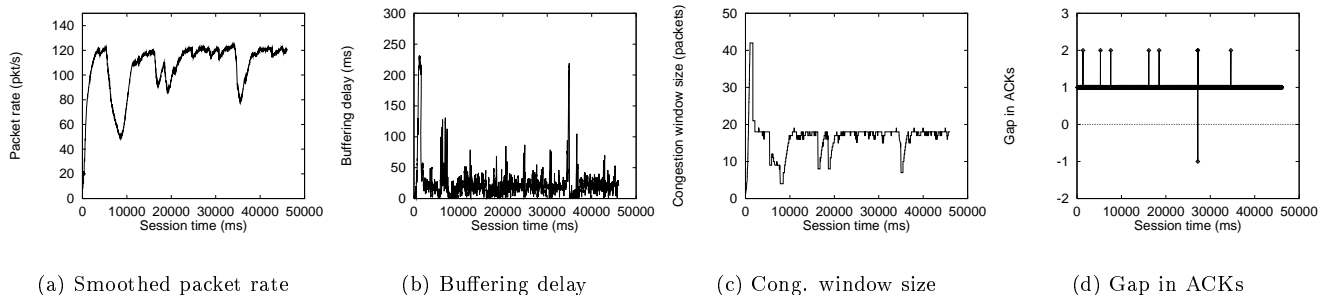 140
120
100
80
60
40
20
0
0 10000 20000 30000 40000 50000
Packet rate (pkt/s)
Session time (ms)
(a) Smoothed packet rate
300
250
200
150
100
50
0
0 10000 20000 30000 40000 50000
Buffering delay (ms)
Session time (ms)
(b) Buffering delay
50
40
30
20
10
0
0 10000 20000 30000 40000 50000
Congestion window size (packets)
Session time (ms)
(c) Cong. window size
3
2
1
0
-1
-2
0 10000 20000 30000 40000 50000
Gap in ACKs
Session time (ms)
(d) Gap in ACKs